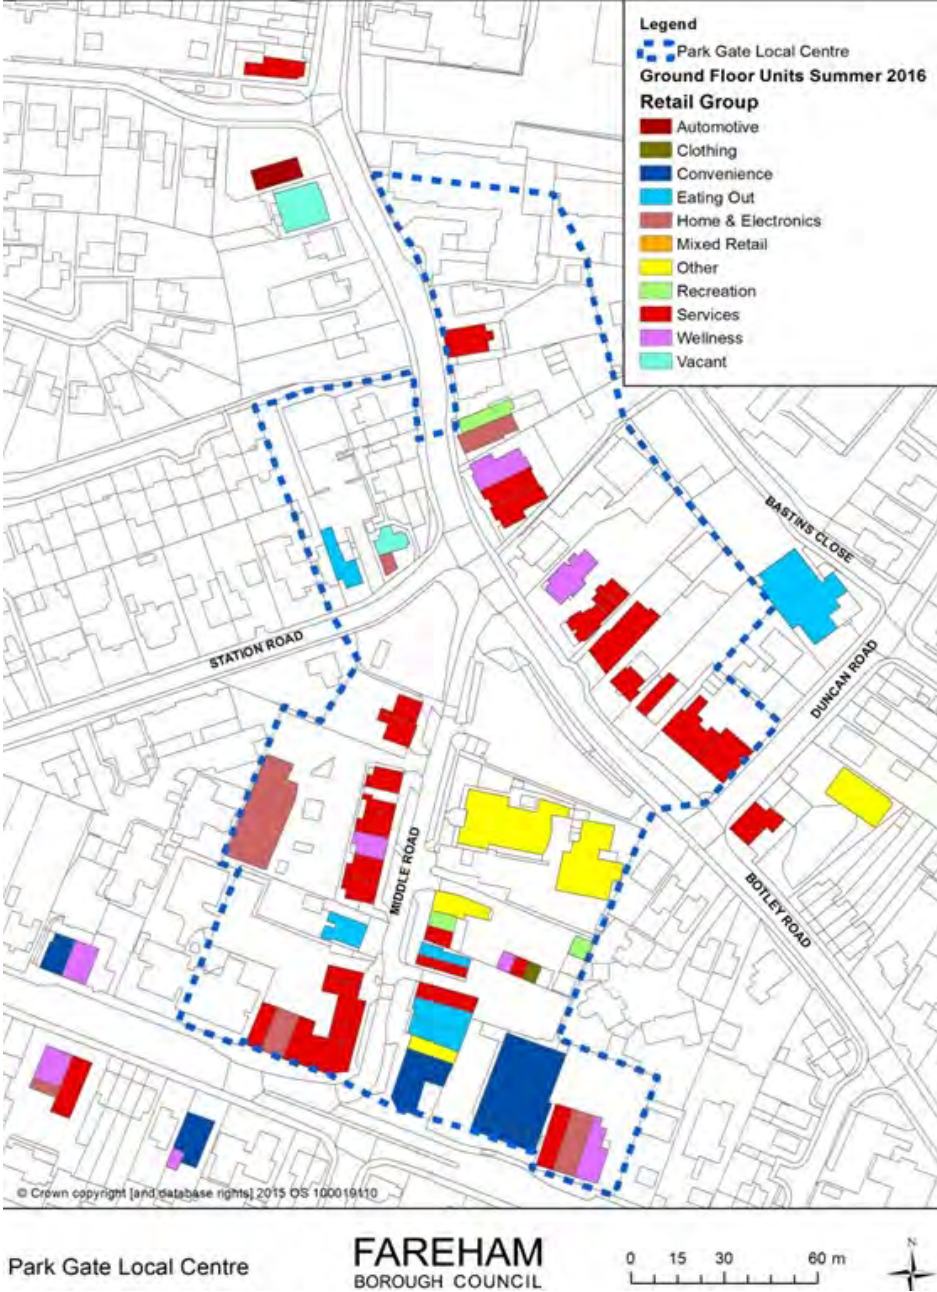 Legend
Park Gate Local Centre
Ground Floor Units Summer 2016
Retail Group
Automotive
Clothing
Convenience
Eating Out
Home & Electronics
Mixed Retail
Other
Recreation
Services
Wellness
Vacant
BASTINS CLOSE
STATION ROAD
DUNCAN ROAD
MIDDLE ROAD
BOTLEY ROAD
© Crown copyright [and database rights] 2015 OS 100019110
Park Gate Local Centre
FAREHAM
BOROUGH COUNCIL
0 15 30 60 m
N